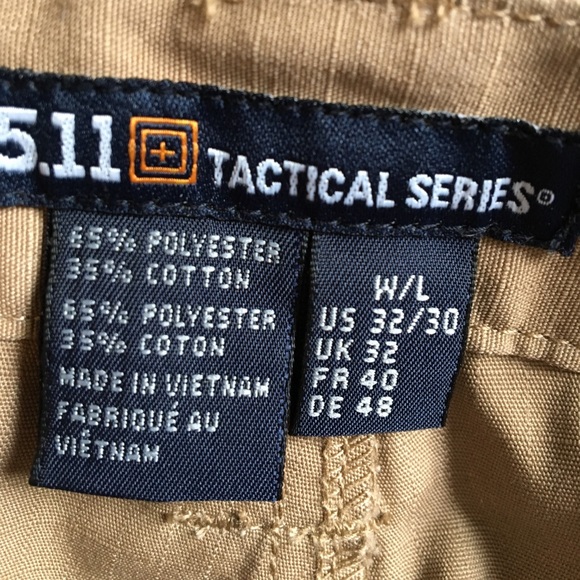 5.11 TACTICAL SERIES®
65% POLYESTER
35% COTTON
65% POLYESTER
35% COTON
MADE IN VIETNAM
FABRIQUÉ AU
VIÊTNAM
W/L
US 32/30
UK 32
FR 40
DE 48